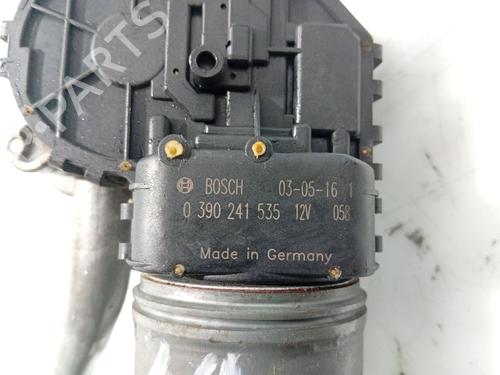 PARTS
BOSCH 03-05-16 1
0 390 241 535 12V 058
Made in Germany